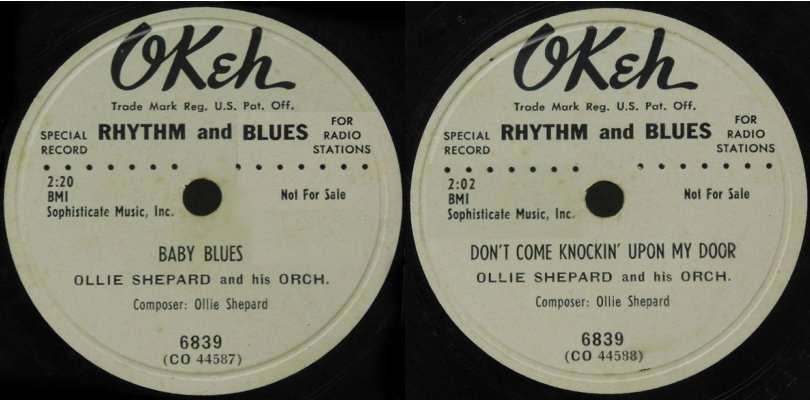 OKeh
Trade Mark Reg. U.S. Pat. Off.
SPECIAL RECORD
RHYTHM and BLUES
FOR RADIO STATIONS
2:20
BMI
Sophisticate Music, Inc.
Not For Sale
BABY BLUES
OLLIE SHEPARD and his ORCH.
Composer: Ollie Shepard
6839
(CO 44587)
OKeh
Trade Mark Reg. U.S. Pat. Off.
SPECIAL RECORD
RHYTHM and BLUES
FOR RADIO STATIONS
2:02
BMI
Sophisticate Music, Inc.
Not For Sale
DON'T COME KNOCKIN' UPON MY DOOR
OLLIE SHEPARD and his ORCH.
Composer: Ollie Shepard
6839
(CO 44588)